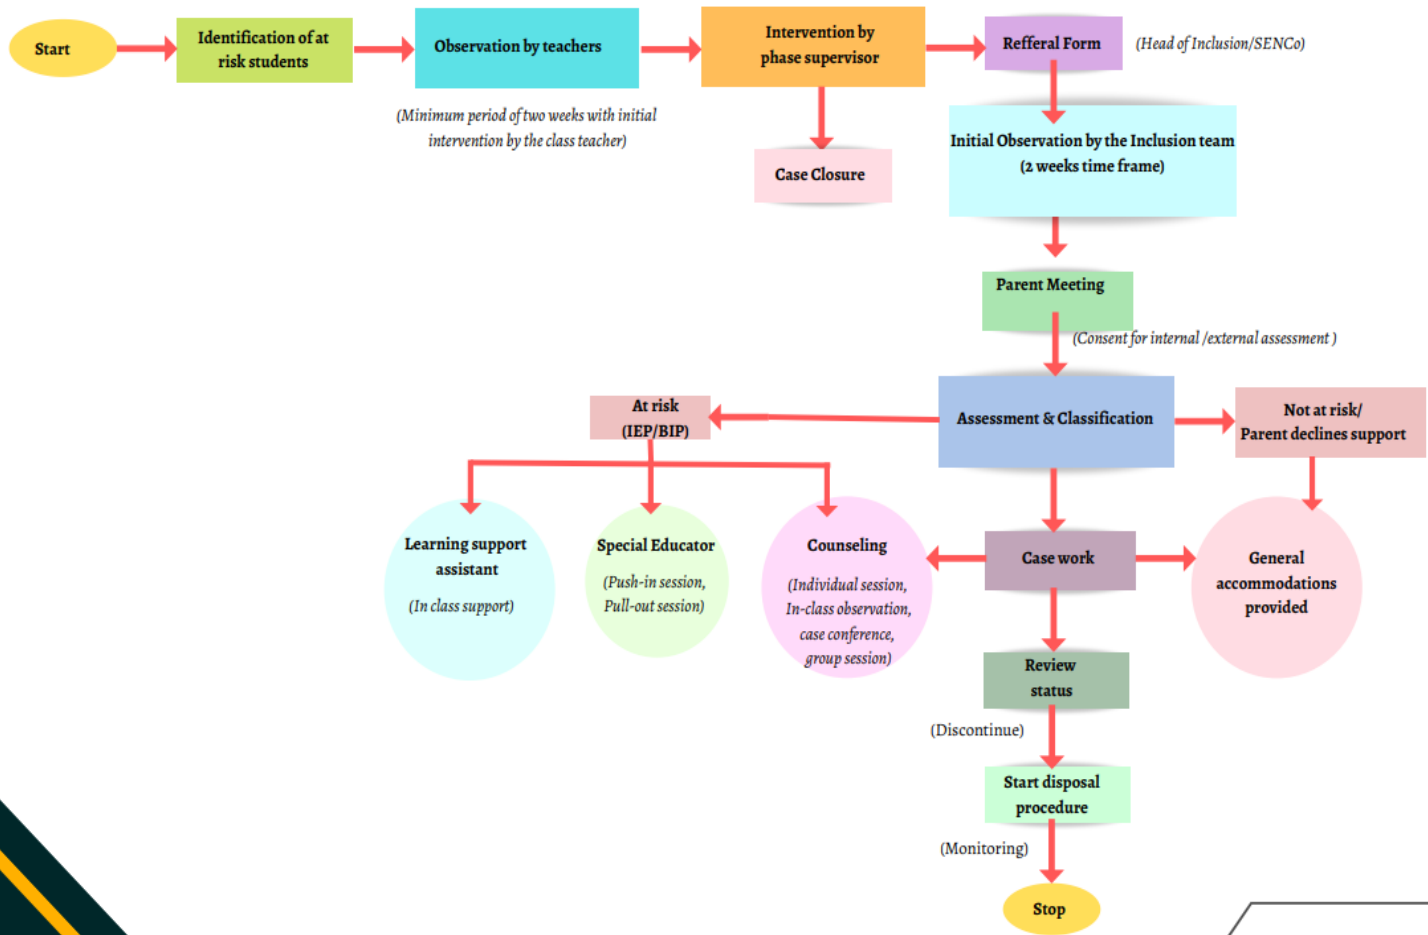 Start
Identification of at
risk students
Observation by teachers
(Minimum period of two weeks with initial
intervention by the class teacher)
Intervention by
phase supervisor
Case Closure
Refferal Form
(Head of Inclusion/SENCo)
Initial Observation by the Inclusion team
(2 weeks time frame)
Parent Meeting
(Consent for internal /external assessment )
Assessment & Classification
At risk
(IEP/BIP)
Not at risk/
Parent declines support
Learning support
assistant
(In class support)
Special Educator
(Push-in session,
Pull-out session)
Counseling
(Individual session,
In-class observation,
case conference,
group session)
Case work
General
accommodations
provided
Review
status
(Discontinue)
Start disposal
procedure
(Monitoring)
Stop